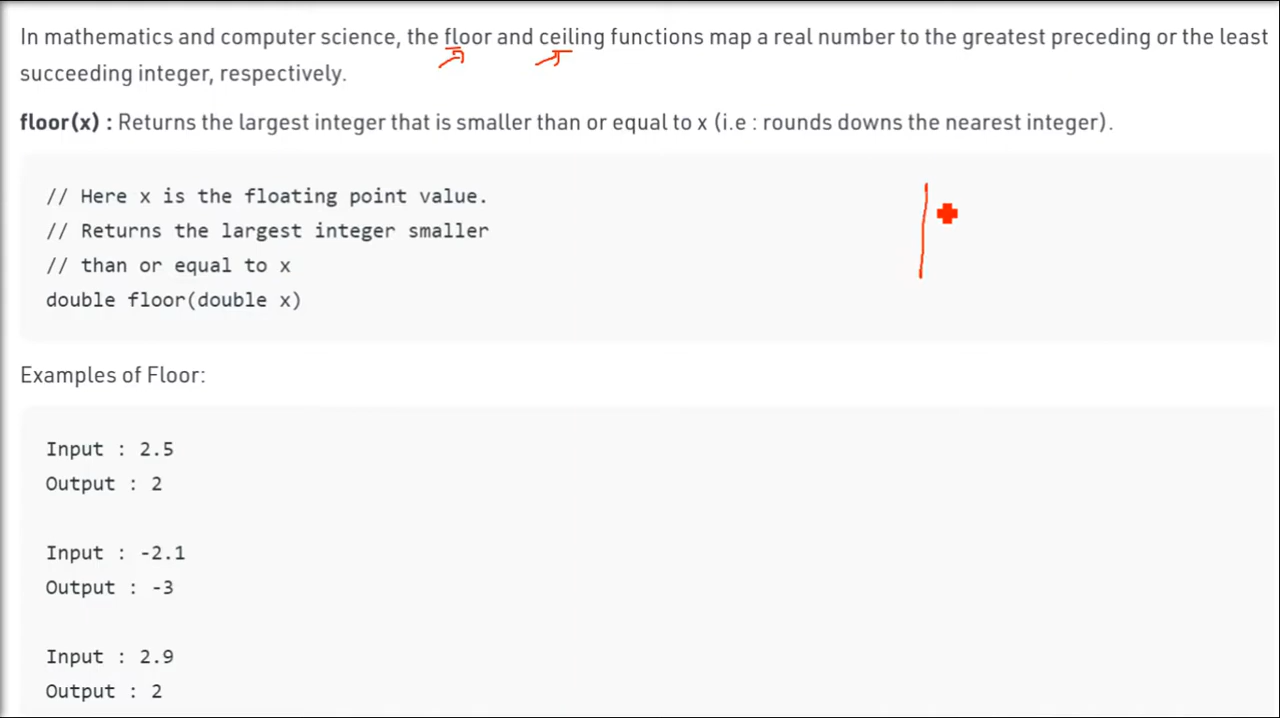 In mathematics and computer science, the floor and ceiling functions map a real number to the greatest preceding or the least
succeeding integer, respectively.
floor(x) : Returns the largest integer that is smaller than or equal to x (i.e : rounds downs the nearest integer).
// Here x is the floating point value.
// Returns the largest integer smaller
// than or equal to x
double floor(double x)
Examples of Floor:
Input : 2.5
Output : 2
Input : -2.1
Output : -3
Input : 2.9
Output : 2